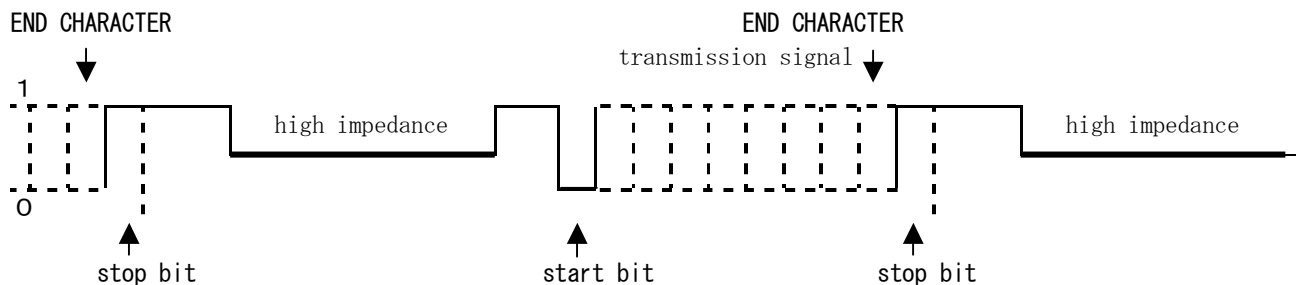 END CHARACTER
END CHARACTER
transmission signal
1
high impedance
high impedance
0
stop bit
start bit
stop bit